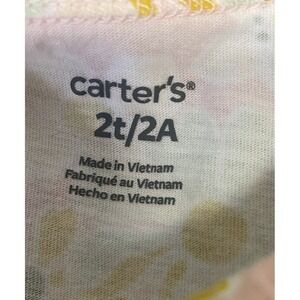 carter's®
2t/2A
Made in Vietnam
Fabriqué au Vietnam
Hecho en Vietnam